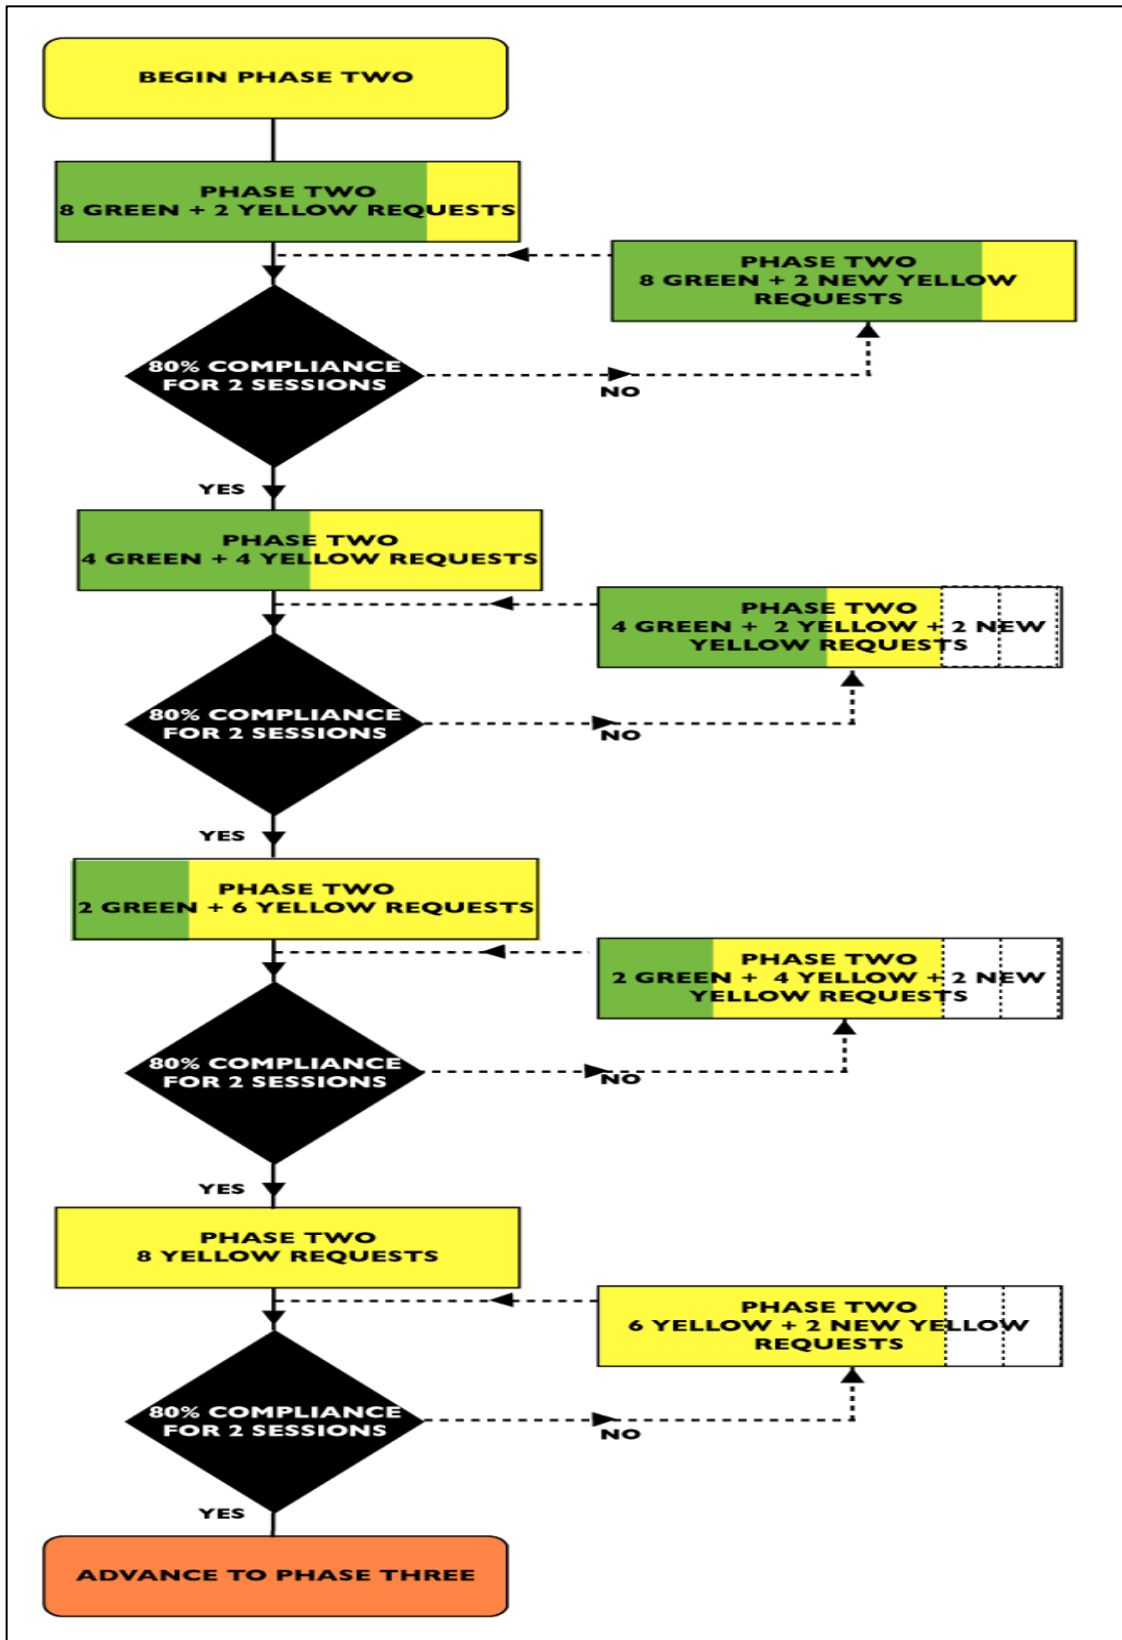 BEGIN PHASE TWO
PHASE TWO
8 GREEN + 2 YELLOW REQUESTS
PHASE TWO
8 GREEN + 2 NEW YELLOW
REQUESTS
80% COMPLIANCE
FOR 2 SESSIONS
NO
YES
PHASE TWO
4 GREEN + 4 YELLOW REQUESTS
PHASE TWO
4 GREEN + 2 YELLOW + 2 NEW
YELLOW REQUESTS
80% COMPLIANCE
FOR 2 SESSIONS
NO
YES
PHASE TWO
2 GREEN + 6 YELLOW REQUESTS
PHASE TWO
2 GREEN + 4 YELLOW + 2 NEW
YELLOW REQUESTS
80% COMPLIANCE
FOR 2 SESSIONS
NO
YES
PHASE TWO
8 YELLOW REQUESTS
PHASE TWO
6 YELLOW + 2 NEW YELLOW
REQUESTS
80% COMPLIANCE
FOR 2 SESSIONS
NO
YES
ADVANCE TO PHASE THREE